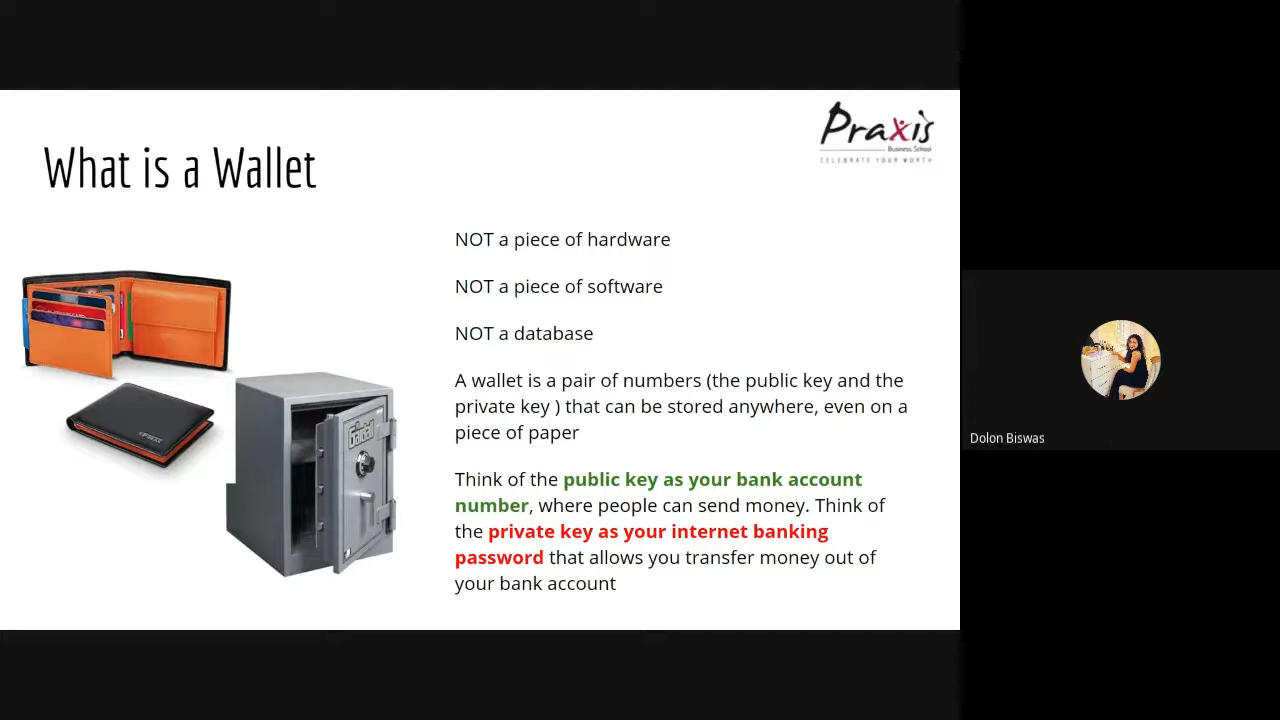 Praxis
Business School
CELEBRATE YOUR WORTH
What is a Wallet
NOT a piece of hardware
NOT a piece of software
NOT a database
A wallet is a pair of numbers (the public key and the
private key ) that can be stored anywhere, even on a
piece of paper
Think of the public key as your bank account
number, where people can send money. Think of
the private key as your internet banking
password that allows you transfer money out of
your bank account
Dolon Biswas